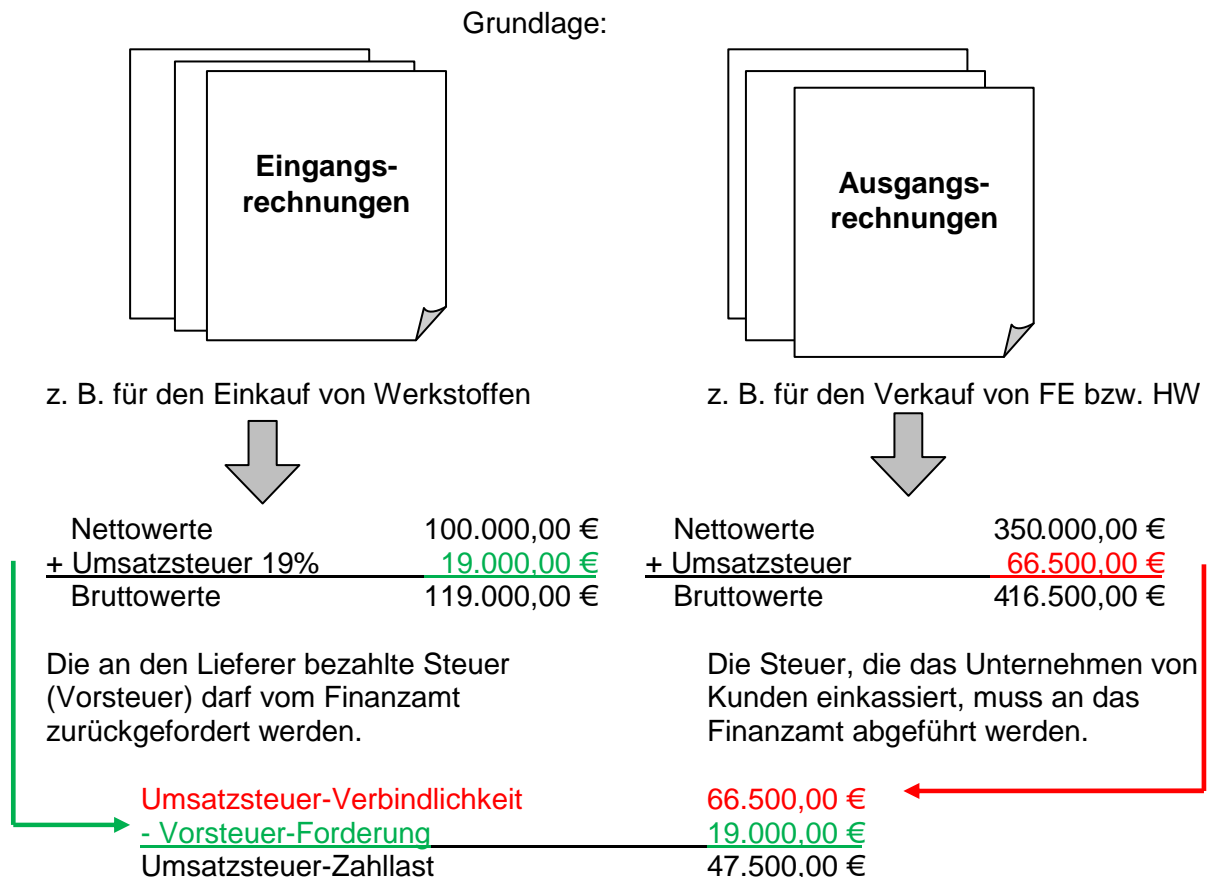 Grundlage:
Eingangs-
rechnungen
Ausgangs-
rechnungen
z. B. für den Einkauf von Werkstoffen
z. B. für den Verkauf von FE bzw. HW
Nettowerte 100.000,00 €
+ Umsatzsteuer 19% 19.000,00 €
Bruttowerte 119.000,00 €
Nettowerte 350.000,00 €
+ Umsatzsteuer 66.500,00 €
Bruttowerte 416.500,00 €
Die an den Lieferer bezahlte Steuer
(Vorsteuer) darf vom Finanzamt
zurückgefordert werden.
Die Steuer, die das Unternehmen von
Kunden einkassiert, muss an das
Finanzamt abgeführt werden.
Umsatzsteuer-Verbindlichkeit 66.500,00 €
- Vorsteuer-Forderung 19.000,00 €
Umsatzsteuer-Zahllast 47.500,00 €